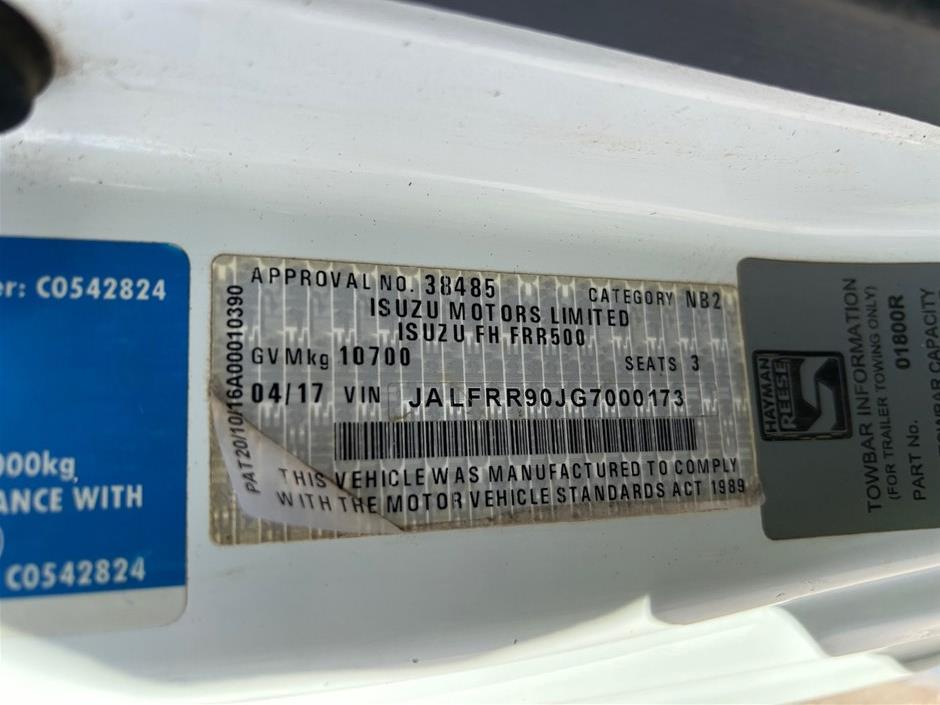 er: C0542824
000kg,
ANCE WITH
C0542824
APPROVAL NO. 38485 CATEGORY NB2
ISUZU MOTORS LIMITED
ISUZU FH FRR500
GVMkg 10700 SEATS 3
04/17 VIN JALFRR90JG7000173
THIS VEHICLE WAS MANUFACTURED TO COMPLY
WITH THE MOTOR VEHICLE STANDARDS ACT 1989
PAT20/10/16A00010390
HAYMAN
REESE
TOWBAR INFORMATION
(FOR TRAILER TOWING ONLY)
PART No. 01800R